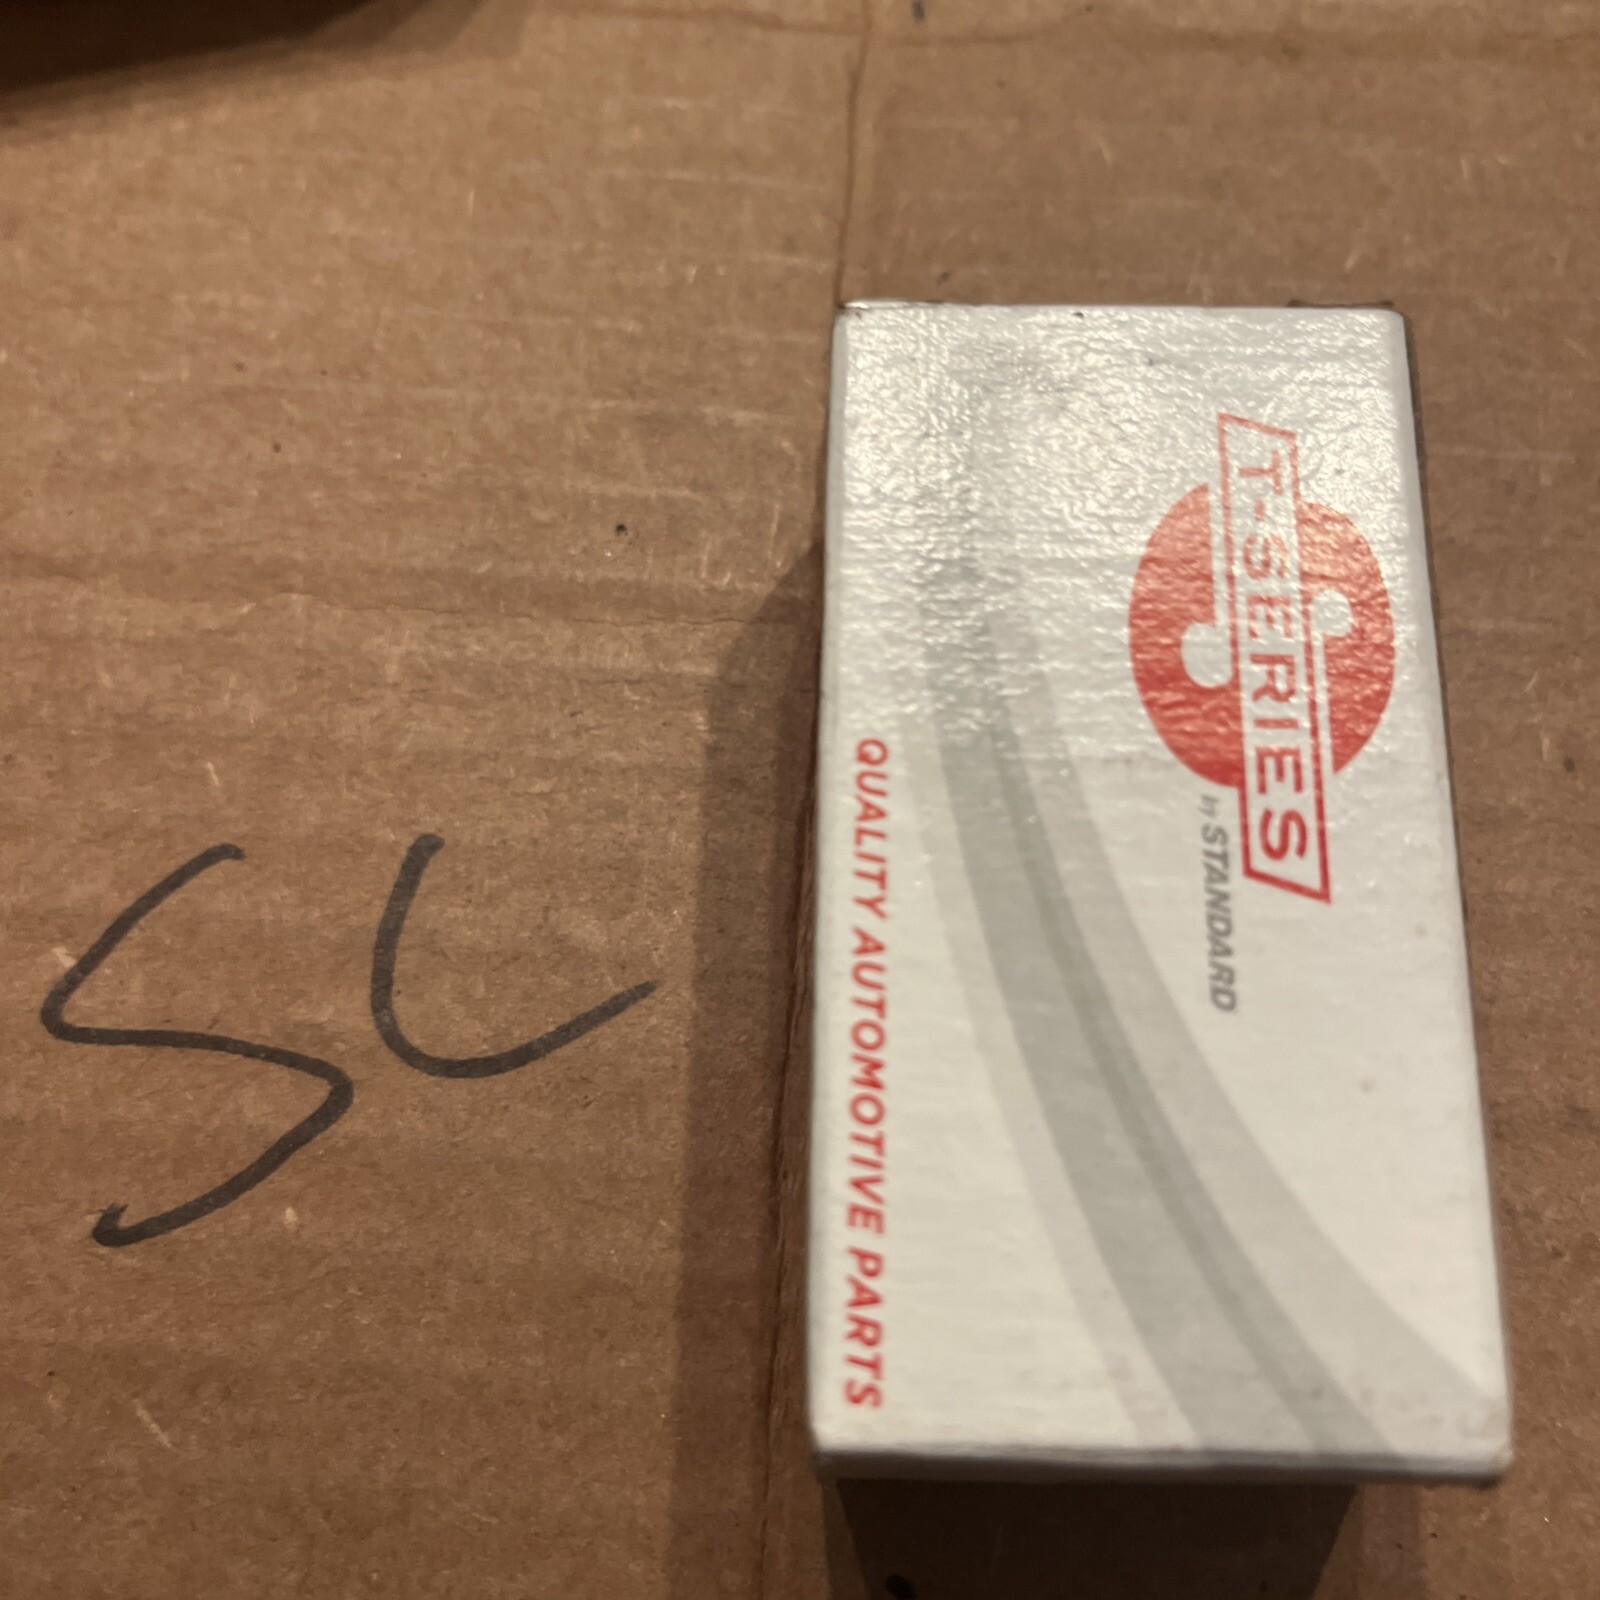 SL
T-SERIES
by STANDARD
QUALITY AUTOMOTIVE PARTS